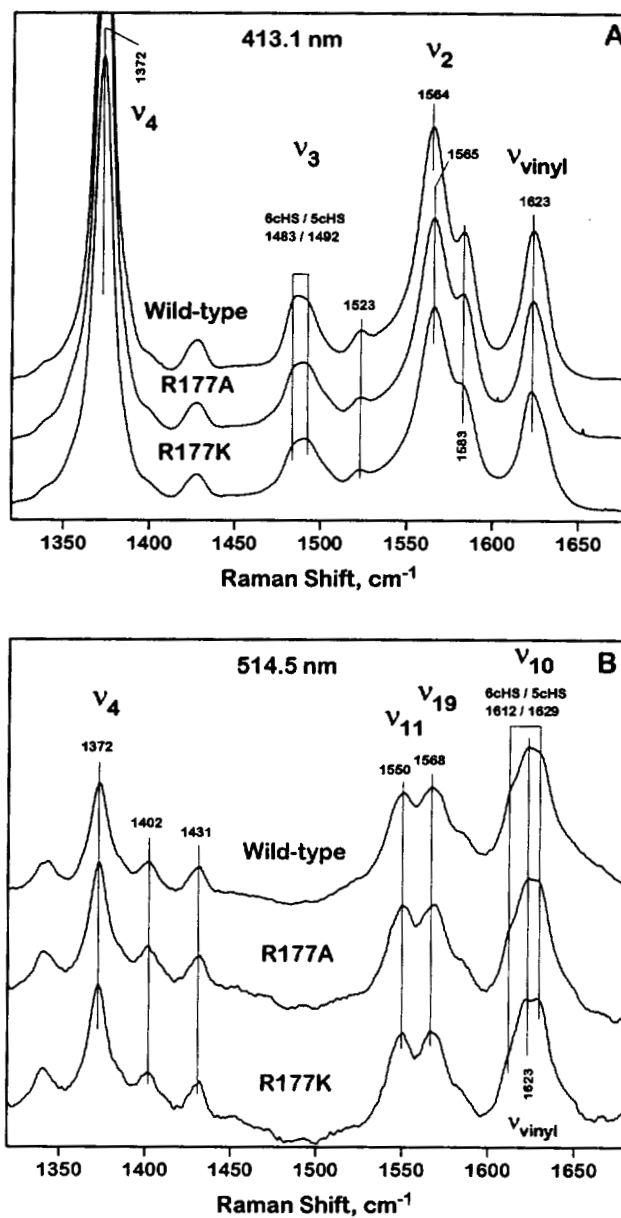 413.1 nm
A
1372
ν4
ν3
6cHS / 5cHS
1483 / 1492
1523
ν2
1564
1565
1583
νvinyl
1623
Wild-type
R177A
R177K
1350 1400 1450 1500 1550 1600 1650
Raman Shift, cm-1
514.5 nm
B
ν4
1372
1402
1431
ν11
1550
ν19
1568
ν10
6cHS / 5cHS
1612 / 1629
Wild-type
R177A
R177K
1623
νvinyl
1350 1400 1450 1500 1550 1600 1650
Raman Shift, cm-1